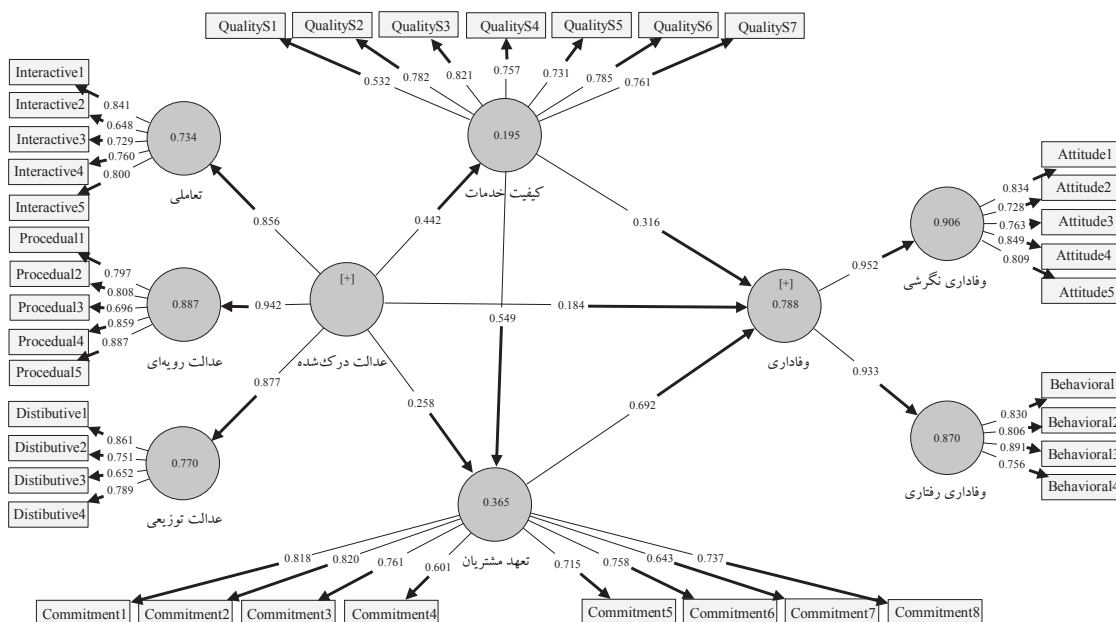 QualityS1 QualityS2 QualityS3 QualityS4 QualityS5 QualityS6 QualityS7
0.532 0.782 0.821 0.757 0.731 0.785 0.761
0.195
کیفیت خدمات
Interactive1
Interactive2
Interactive3
Interactive4
Interactive5
0.841
0.648
0.729
0.760
0.800
0.734
تعاملی
Procedual1
Procedual2
Procedual3
Procedual4
Procedual5
0.797
0.808
0.696
0.859
0.887
0.887
عدالت رویه‌ای
Distibutive1
Distibutive2
Distibutive3
Distibutive4
0.861
0.751
0.652
0.789
0.770
عدالت توزیعی
0.856
0.942
0.877
[+]
عدالت درک‌شده
0.442
0.184
0.258
0.549
0.316
0.692
[+]
0.788
وفاداری
0.952
0.933
0.906
وفاداری نگرشی
0.834
0.728
0.763
0.849
0.809
Attitude1
Attitude2
Attitude3
Attitude4
Attitude5
0.870
وفاداری رفتاری
0.830
0.806
0.891
0.756
Behavioral1
Behavioral2
Behavioral3
Behavioral4
0.365
تعهد مشتریان
0.818 0.820 0.761 0.601 0.715 0.758 0.643 0.737
Commitment1 Commitment2 Commitment3 Commitment4 Commitment5 Commitment6 Commitment7 Commitment8